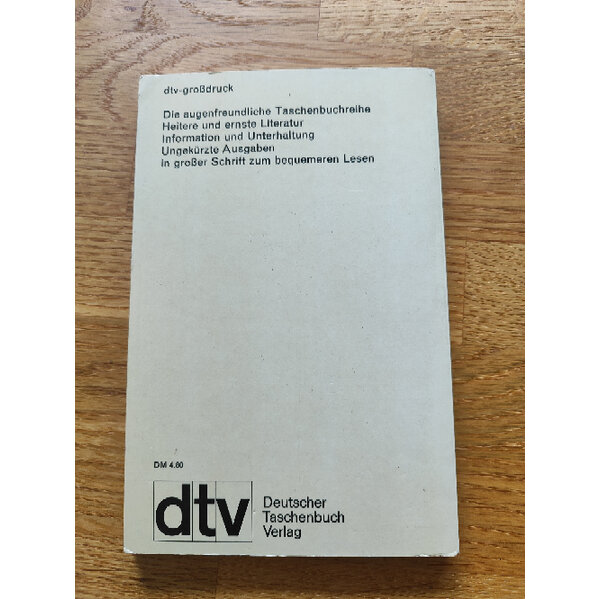 dtv-großdruck
Die augenfreundliche Taschenbuchreihe
Heitere und ernste Literatur
Information und Unterhaltung
Ungekürzte Ausgaben
in großer Schrift zum bequemeren Lesen
DM 4.80
dtv
Deutscher
Taschenbuch
Verlag